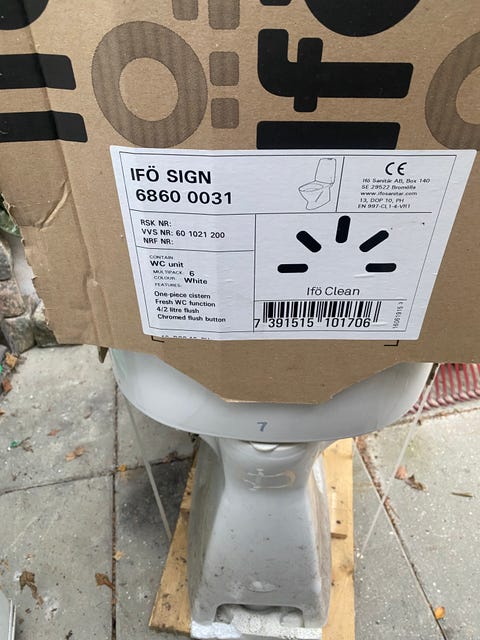 Ifö
IFÖ SIGN
6860 0031
CE
Ifö Sanitär AB, Box 140
SE 29522 Bromölla
www.ifosanitar.com
13, DOP 10, PH
EN 997-CL1-4-VR1
RSK NR:
VVS NR: 60 1021 200
NRF NR:
CONTAIN:
WC unit
MULTIPACK: 6
COLOUR: White
FEATURES:
One-piece cistern
Fresh WC function
4/2 litre flush
Chromed flush button
Ifö Clean
7 391515 101706
7